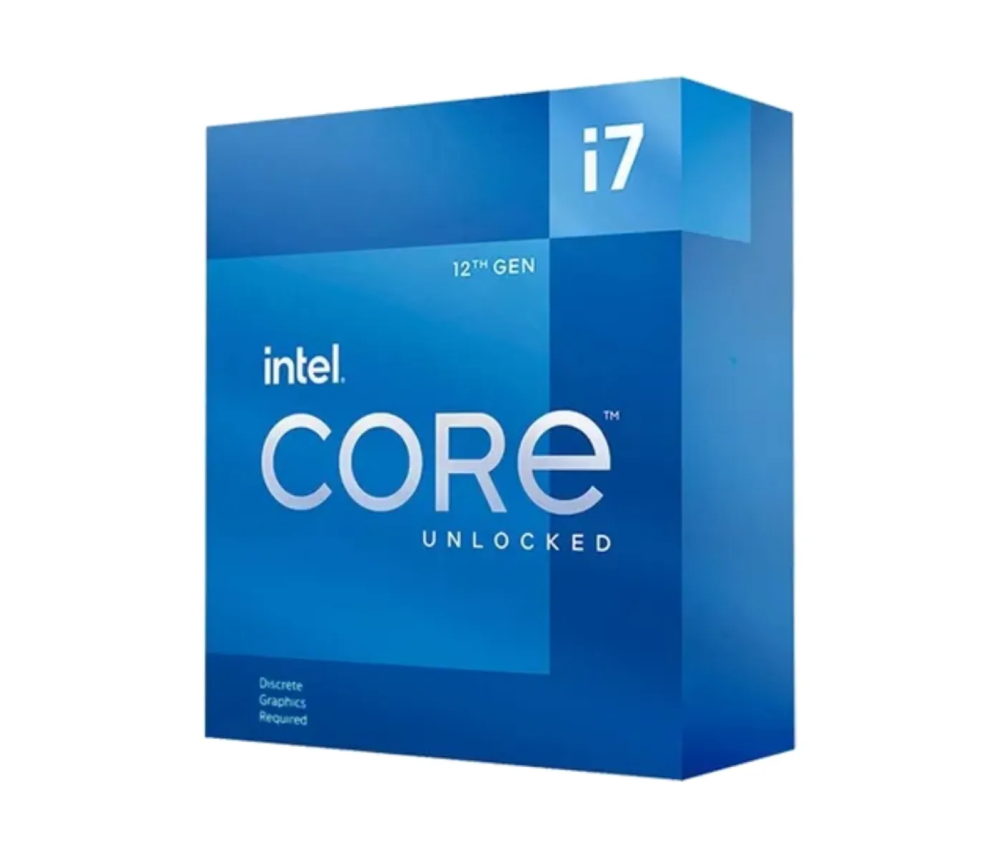 i7
12TH GEN
intel.
CORe™
UNLOCKED
Discrete
Graphics
Required